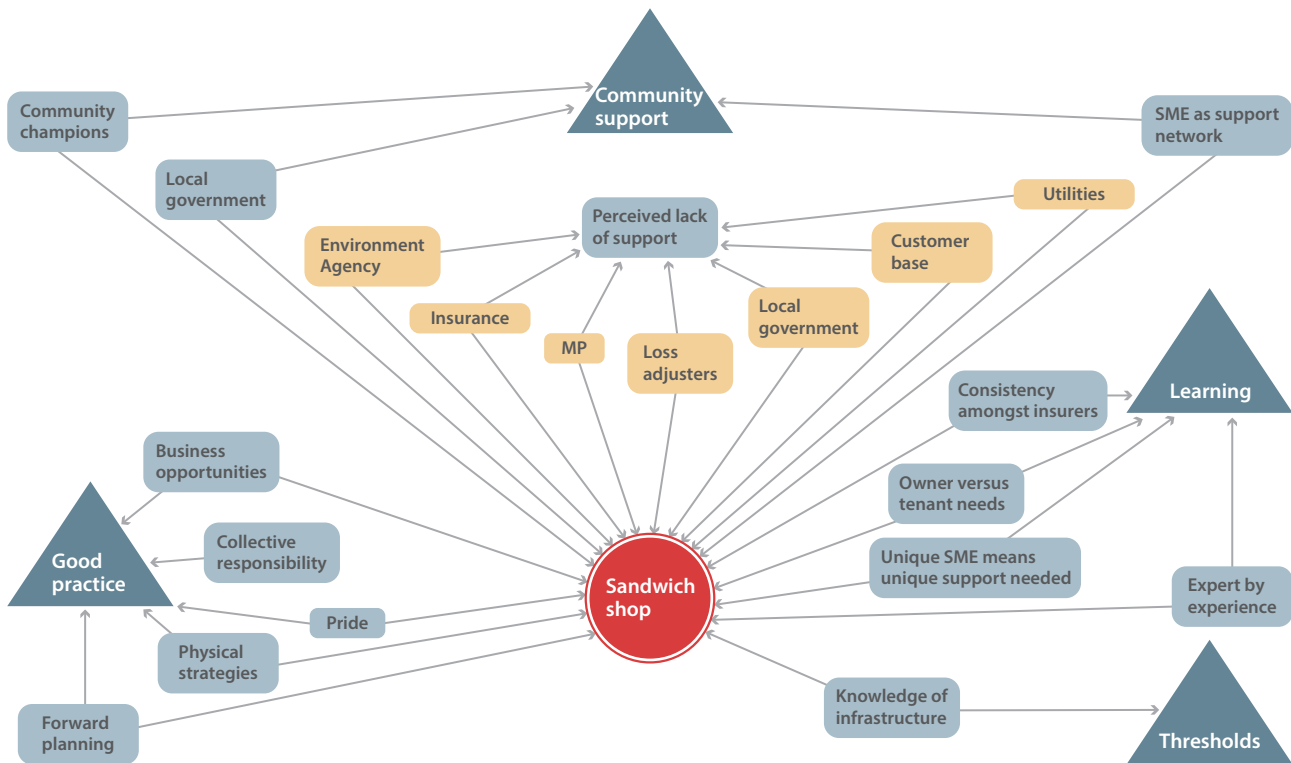 Community
support
Community
champions
SME as support
network
Local
government
Utilities
Perceived lack
of support
Environment
Agency
Customer
base
Insurance
Local
government
MP
Loss
adjusters
Consistency
amongst insurers
Learning
Business
opportunities
Owner versus
tenant needs
Collective
responsibility
Good
practice
Unique SME means
unique support needed
Sandwich
shop
Expert by
experience
Pride
Physical
strategies
Knowledge of
infrastructure
Forward
planning
Thresholds